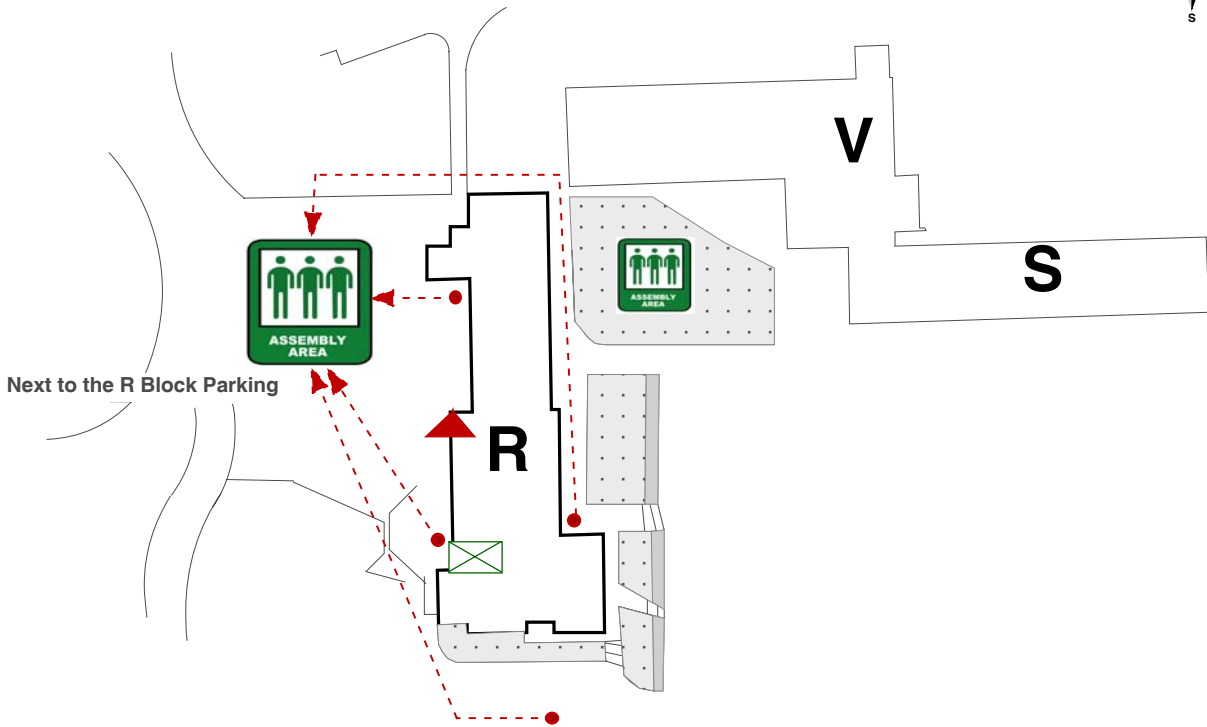 S
V
S
ASSEMBLY
AREA
ASSEMBLY
AREA
Next to the R Block Parking
R